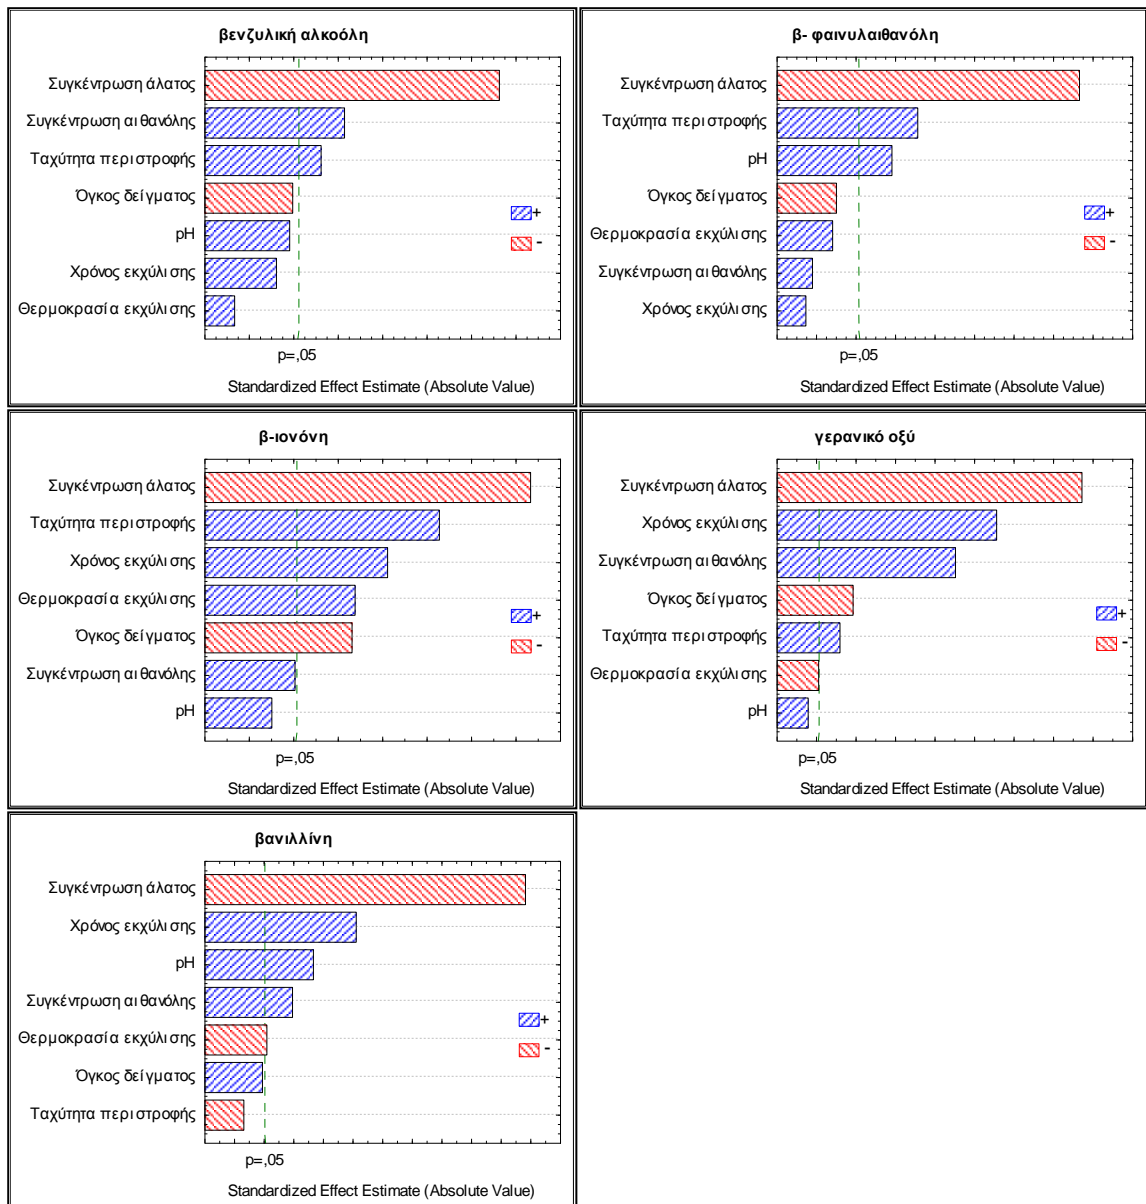 βενζυλική αλκοόλη
Συγκέντρωση άλατος
Συγκέντρωση αιθανόλης
Ταχύτητα περιστροφής
Όγκος δείγματος
pH
Χρόνος εκχύλισης
Θερμοκρασία εκχύλισης
+
-
p=,05
Standardized Effect Estimate (Absolute Value)
β- φαινυλαιθανόλη
Συγκέντρωση άλατος
Ταχύτητα περιστροφής
pH
Όγκος δείγματος
Θερμοκρασία εκχύλισης
Συγκέντρωση αιθανόλης
Χρόνος εκχύλισης
+
-
p=,05
Standardized Effect Estimate (Absolute Value)
β-ιονόνη
Συγκέντρωση άλατος
Ταχύτητα περιστροφής
Χρόνος εκχύλισης
Θερμοκρασία εκχύλισης
Όγκος δείγματος
Συγκέντρωση αιθανόλης
pH
+
-
p=,05
Standardized Effect Estimate (Absolute Value)
γερανικό οξύ
Συγκέντρωση άλατος
Χρόνος εκχύλισης
Συγκέντρωση αιθανόλης
Όγκος δείγματος
Ταχύτητα περιστροφής
Θερμοκρασία εκχύλισης
pH
+
-
p=,05
Standardized Effect Estimate (Absolute Value)
βανιλλίνη
Συγκέντρωση άλατος
Χρόνος εκχύλισης
pH
Συγκέντρωση αιθανόλης
Θερμοκρασία εκχύλισης
Όγκος δείγματος
Ταχύτητα περιστροφής
+
-
p=,05
Standardized Effect Estimate (Absolute Value)